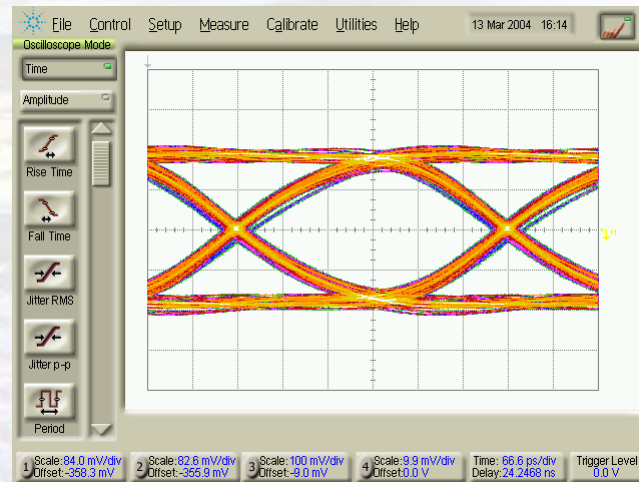 File Control Setup Measure Calibrate Utilities Help 13 Mar 2004 16:14
Oscilloscope Mode
Time
Amplitude
Rise Time
Fall Time
Jitter RMS
Jitter p-p
Period
1 Scale:84.0 mV/div Offset:-358.3 mV
2 Scale:82.6 mV/div Offset:-355.9 mV
3 Scale:100 mV/div Offset:-9.0 mV
4 Scale:9.9 mV/div Offset:0.0 V
Time: 66.6 ps/div Delay:24.2468 ns
Trigger Level 0.0 V